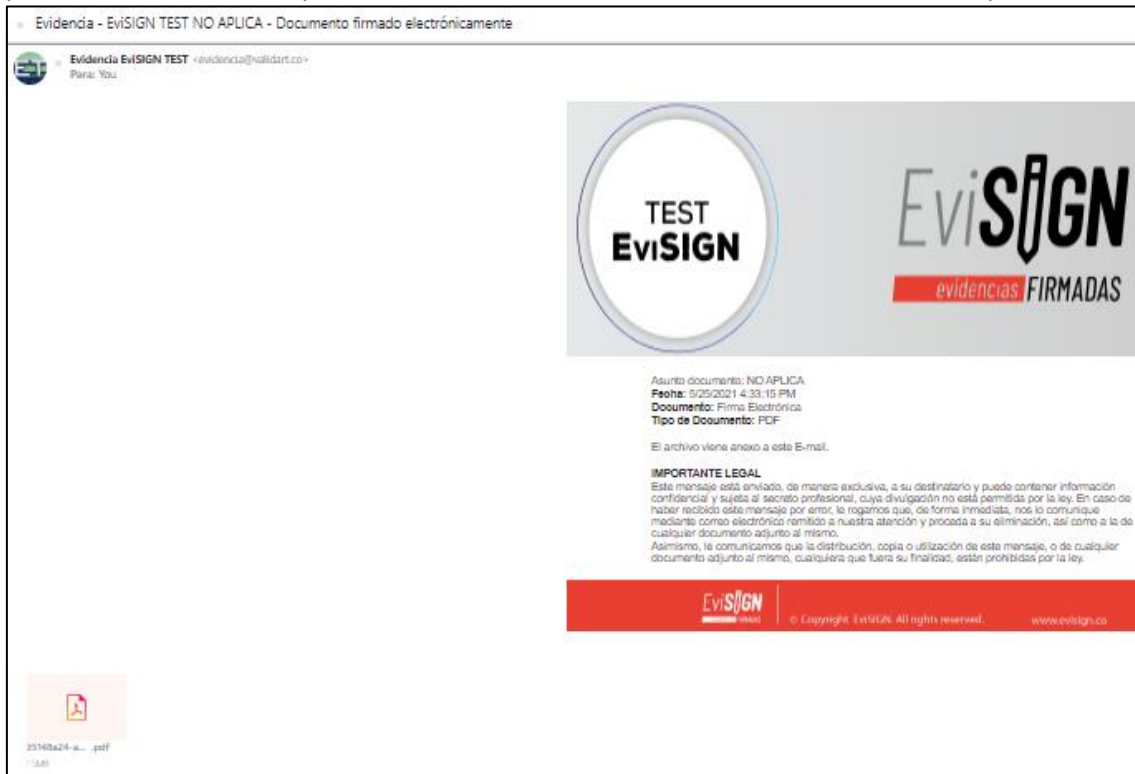 Evidencia - EviSIGN TEST NO APLICA - Documento firmado electrónicamente
Evidencia EviSIGN TEST <evidencia@validart.co>
Para: You
TEST
EviSIGN
EviSIGN
evidencias FIRMADAS
Asunto documento: NO APLICA
Fecha: 5/25/2021 4:33:15 PM
Documento: Firma Electrónica
Tipo de Documento: PDF
El archivo viene anexo a este E-mail.
IMPORTANTE LEGAL
Este mensaje está enviado, de manera exclusiva, a su destinatario y puede contener información
confidencial y sujeta al secreto profesional, cuya divulgación no está permitida por la ley. En caso de
haber recibido este mensaje por error, le rogamos que, de forma inmediata, nos lo comunique
mediante correo electrónico remitido a nuestra atención y proceda a su eliminación, así como a la de
cualquier documento adjunto al mismo.
Asimismo, le comunicamos que la distribución, copia o utilización de este mensaje, o de cualquier
documento adjunto al mismo, cualquiera que fuera su finalidad, están prohibidas por la ley.
EviSIGN
© Copyright EviSIGN. All rights reserved. www.evisign.co
35148a24-a... .pdf